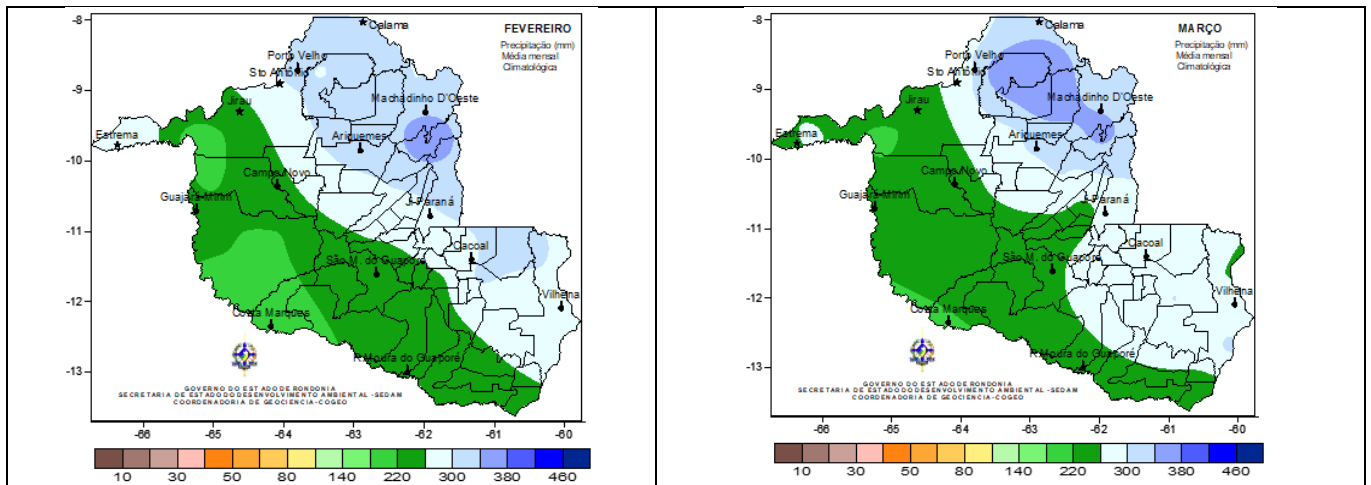 -8
Calama
FEVEREIRO
Precipitação (mm)
Média mensal
Climatológica
Porto Velho
Sto Antônio
-9
Jirau
Machadinho D'Oeste
Estrema
Ariquemes
-10
Campo Novo
Guajará-Mirim
Ji-Paraná
-11
Cacoal
São M. do Guaporé
-12
Vilhena
Costa Marques
R.Moura do Guaporé
-13
GOVERNO DO ESTADO DE RONDONIA
SECRETARIA DE ESTADO DO DESENVOLVIMENTO AMBIENTAL -SEDAM
COORDENADORIA DE GEOCIENCIA-COGEO
-66 -65 -64 -63 -62 -61 -60
10 30 50 80 140 220 300 380 460
-8
Calama
MARÇO
Precipitação (mm)
Média mensal
Climatológica
Porto Velho
Sto Antônio
-9
Jirau
Machadinho D'Oeste
Estrema
Ariquemes
-10
Campo Novo
Guajará-Mirim
Ji-Paraná
-11
Cacoal
São M. do Guaporé
-12
Vilhena
Costa Marques
R.Moura do Guaporé
-13
GOVERNO DO ESTADO DE RONDONIA
SECRETARIA DE ESTADO DO DESENVOLVIMENTO AMBIENTAL -SEDAM
COORDENADORIA DE GEOCIENCIA-COGEO
-66 -65 -64 -63 -62 -61 -60
10 30 50 80 140 220 300 380 460